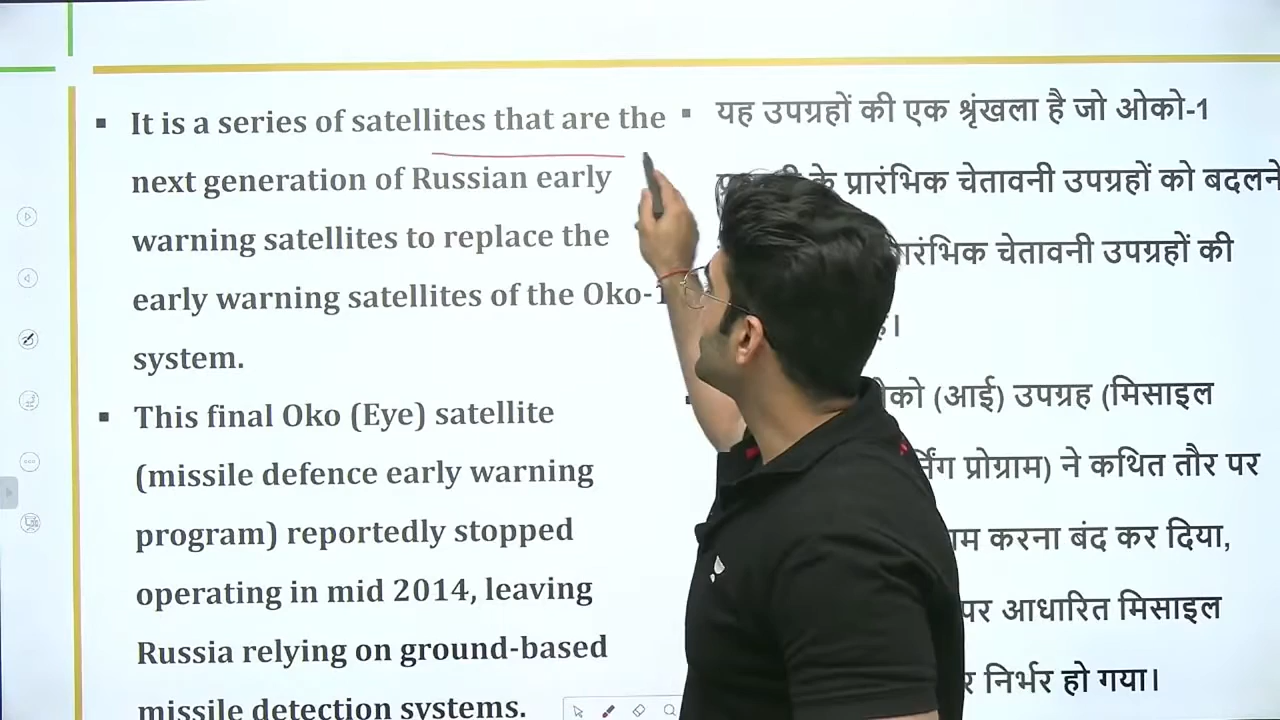 ▪ It is a series of satellites that are the
next generation of Russian early
warning satellites to replace the
early warning satellites of the Oko-1
system.
▪ This final Oko (Eye) satellite
(missile defence early warning
program) reportedly stopped
operating in mid 2014, leaving
Russia relying on ground-based
missile detection systems.
▪ यह उपग्रहों की एक श्रृंखला है जो ओको-1
के प्रारंभिक चेतावनी उपग्रहों को बदलने
चेतावनी उपग्रहों की
(आई) उपग्रह (मिसाइल
प्रोग्राम) ने कथित तौर पर
करना बंद कर दिया,
पर आधारित मिसाइल
निर्भर हो गया।